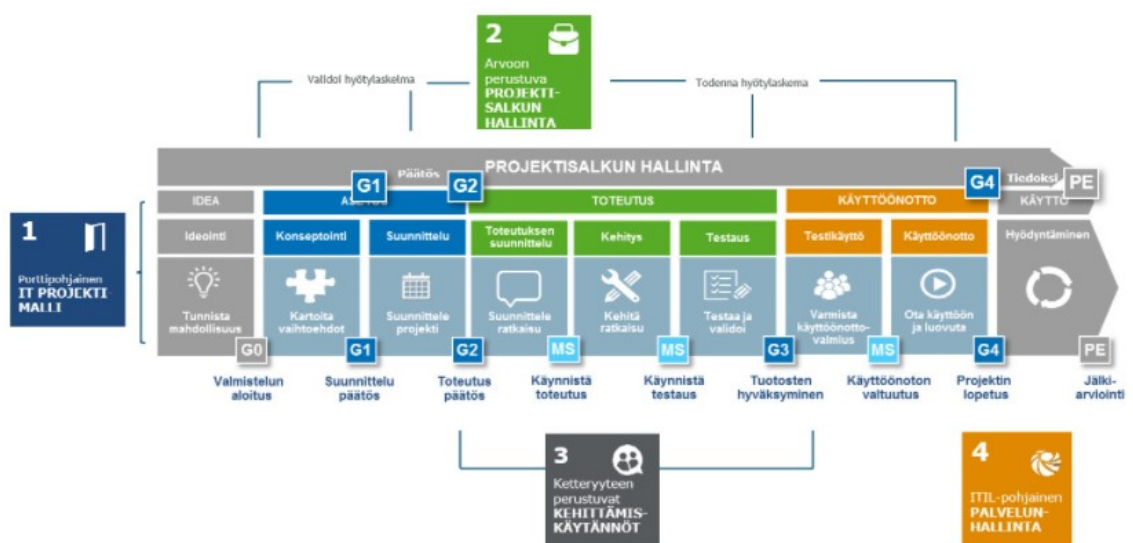 2
Arvoon
perustuva
PROJEKTI-
SALKUN
HALLINTA
Validoi hyötylaskelma
Todenna hyötylaskema
PROJEKTISALKUN HALLINTA
G1
Päätös
G2
G4
Tiedoksi
PE
IDEA
TOTEUTUS
KÄYTTÖÖNOTTO
KÄYTTÖ
1
Porttipohjainen
IT PROJEKTI
MALLI
Ideointi
Konseptointi
Suunnittelu
Toteutuksen
suunnittelu
Kehitys
Testaus
Testikäyttö
Käyttöönotto
Hyödyntäminen
Tunnista
mahdollisuus
Kartoita
vaihtoehdot
Suunnittele
projekti
Suunnittele
ratkaisu
Kehitä
ratkaisu
Testaa ja
validoi
Varmista
käyttöönotto-
valmius
Ota käyttöön
ja luovuta
G0
G1
G2
MS
MS
G3
MS
G4
PE
Valmistelun
aloitus
Suunnittelu
päätös
Toteutus
päätös
Käynnistä
toteutus
Käynnistä
testaus
Tuotosten
hyväksyminen
Käyttöönoton
valtuutus
Projektin
lopetus
Jälki-
arviointi
3
Ketteryyteen
perustuvat
KEHITTÄMIS-
KÄYTÄNNÖT
4
ITIL-pohjainen
PALVELUN-
HALLINTA